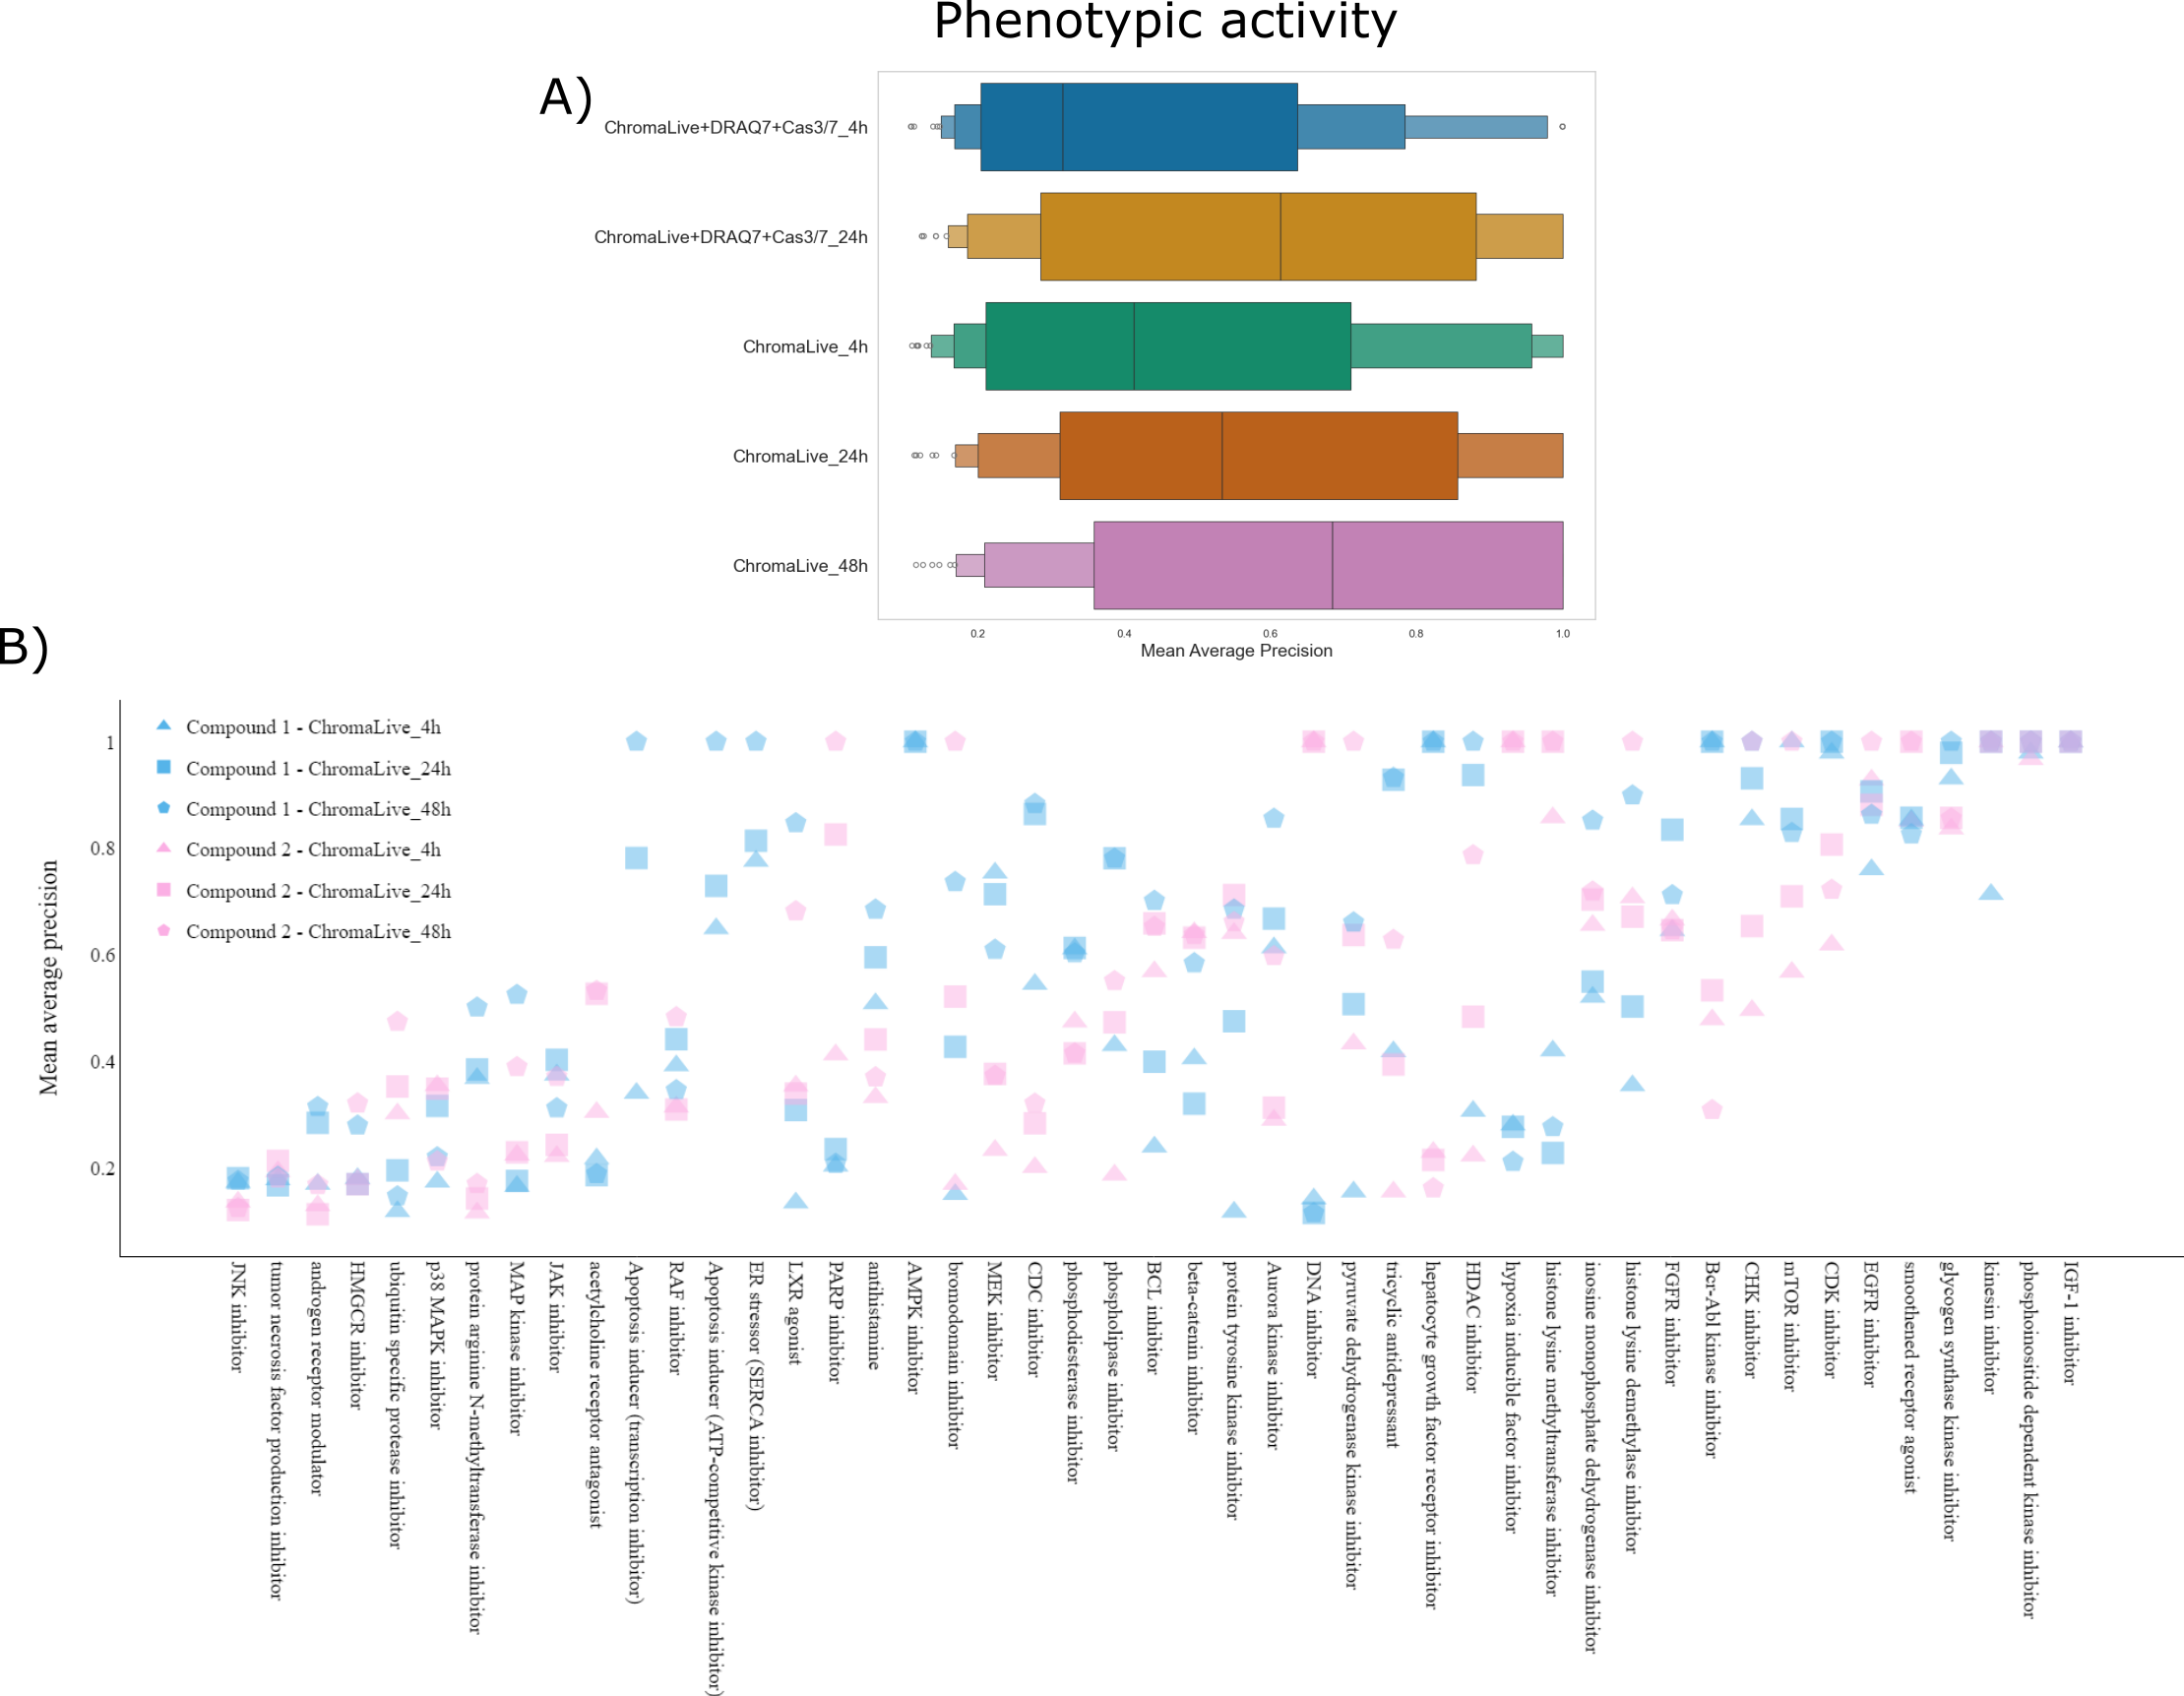 Phenotypic activity
A)
ChromaLive+DRAQ7+Cas3/7_4h
ChromaLive+DRAQ7+Cas3/7_24h
ChromaLive_4h
ChromaLive_24h
ChromaLive_48h
0.2 0.4 0.6 0.8 1.0
Mean Average Precision
B)
Mean average precision
1
0.8
0.6
0.4
0.2
Compound 1 - ChromaLive_4h
Compound 1 - ChromaLive_24h
Compound 1 - ChromaLive_48h
Compound 2 - ChromaLive_4h
Compound 2 - ChromaLive_24h
Compound 2 - ChromaLive_48h
JNK inhibitor
tumor necrosis factor production inhibitor
androgen receptor modulator
HMGCR inhibitor
ubiquitin specific protease inhibitor
p38 MAPK inhibitor
protein arginine N-methyltransferase inhibitor
MAP kinase inhibitor
JAK inhibitor
acetylcholine receptor antagonist
Apoptosis inducer (transcription inhibitor)
RAF inhibitor
Apoptosis inducer (ATP-competitive kinase inhibitor)
ER stressor (SERCA inhibitor)
LXR agonist
PARP inhibitor
antihistamine
AMPK inhibitor
bromodomain inhibitor
MEK inhibitor
CDC inhibitor
phosphodiesterase inhibitor
phospholipase inhibitor
BCL inhibitor
beta-catenin inhibitor
protein tyrosine kinase inhibitor
Aurora kinase inhibitor
DNA inhibitor
pyruvate dehydrogenase kinase inhibitor
tricyclic antidepressant
hepatocyte growth factor receptor inhibitor
HDAC inhibitor
hypoxia inducible factor inhibitor
histone lysine methyltransferase inhibitor
inosine monophosphate dehydrogenase inhibitor
histone lysine demethylase inhibitor
FGFR inhibitor
Bcr-Abl kinase inhibitor
CHK inhibitor
mTOR inhibitor
CDK inhibitor
EGFR inhibitor
smoothened receptor agonist
glycogen synthase kinase inhibitor
kinesin inhibitor
phosphoinositide dependent kinase inhibitor
IGF-1 inhibitor